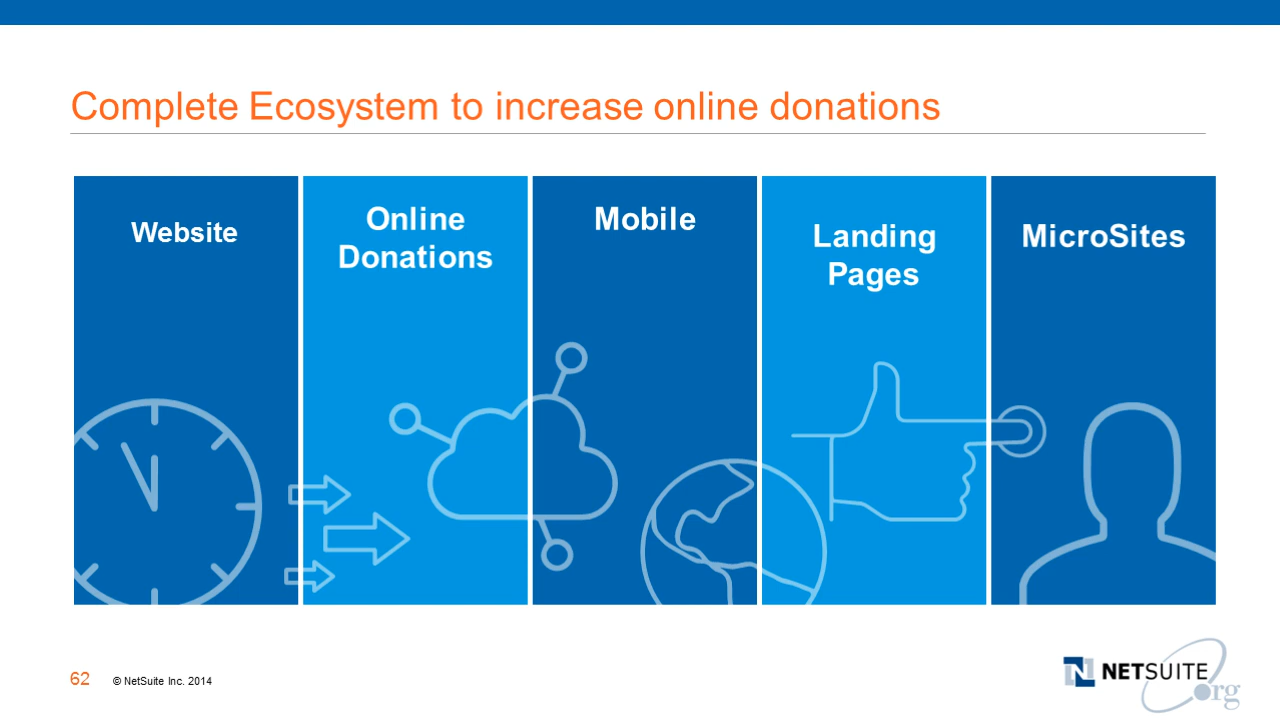 Complete Ecosystem to increase online donations
Website
Online
Donations
Mobile
Landing
Pages
MicroSites
62
© NetSuite Inc. 2014
NETSUITE
.org